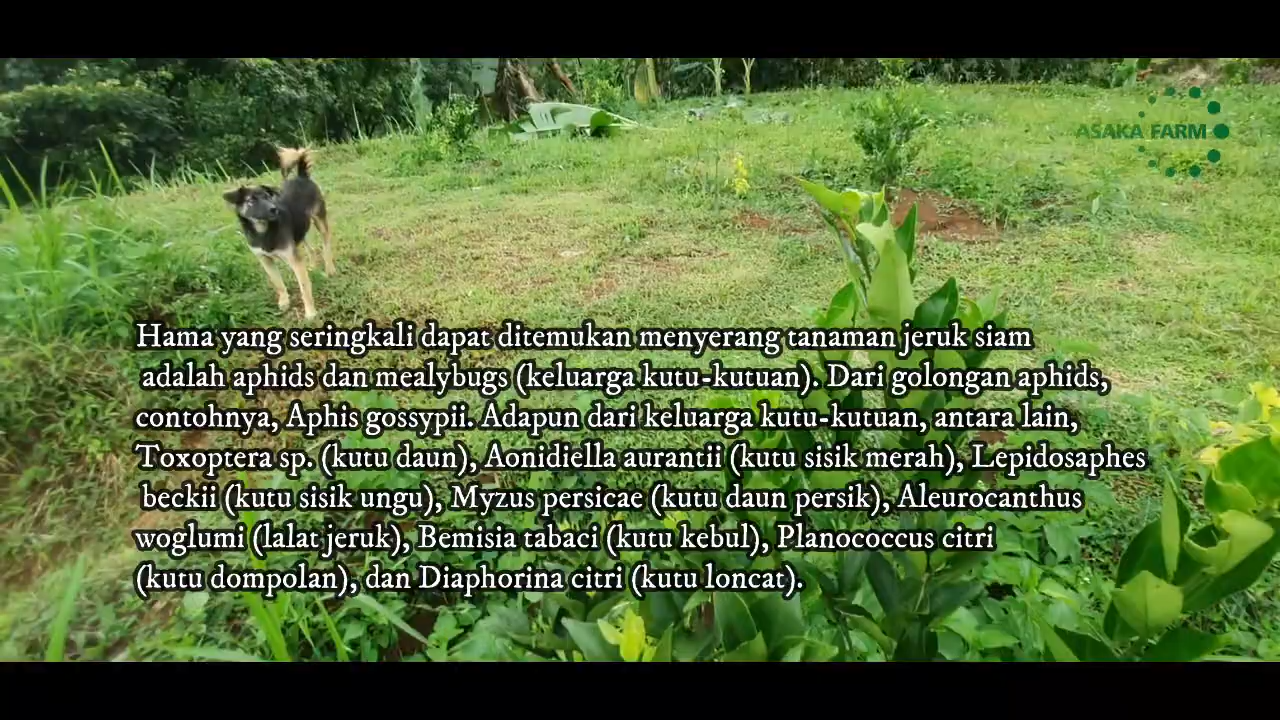 ASAKA FARM
Hama yang seringkali dapat ditemukan menyerang tanaman jeruk siam
adalah aphids dan mealybugs (keluarga kutu-kutuan). Dari golongan aphids,
contohnya, Aphis gossypii. Adapun dari keluarga kutu-kutuan, antara lain,
Toxoptera sp. (kutu daun), Aonidiella aurantii (kutu sisik merah), Lepidosaphes
beckii (kutu sisik ungu), Myzus persicae (kutu daun persik), Aleurocanthus
woglumi (lalat jeruk), Bemisia tabaci (kutu kebul), Planococcus citri
(kutu dompolan), dan Diaphorina citri (kutu loncat).